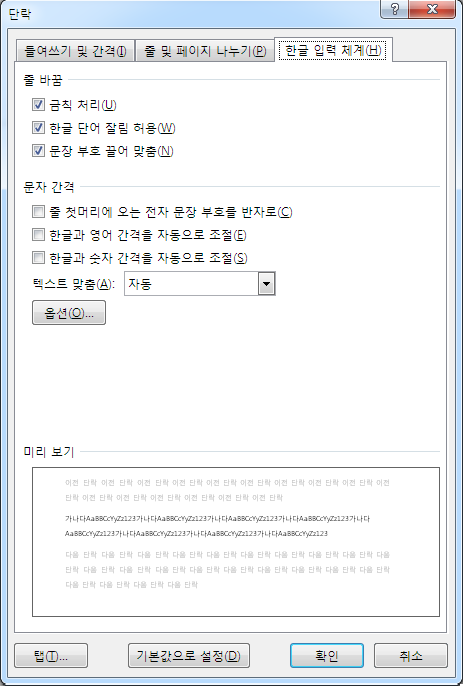 단락
들여쓰기 및 간격(I)
줄 및 페이지 나누기(P)
한글 입력 체계(H)
줄 바꿈
금칙 처리(U)
한글 단어 잘림 허용(W)
문장 부호 끌어 맞춤(N)
문자 간격
줄 첫머리에 오는 전자 문장 부호를 반자로(C)
한글과 영어 간격을 자동으로 조절(E)
한글과 숫자 간격을 자동으로 조절(S)
텍스트 맞춤(A): 자동
옵션(O)...
미리 보기
이전 단락 이전 단락 이전 단락 이전 단락 이전 단락 이전 단락 이전 단락 이전 단락 이전 단락 이전
단락 이전 단락 이전 단락 이전 단락 이전 단락 이전 단락
가나다AaBBCcYyZz123가나다AaBBCcYyZz123가나다AaBBCcYyZz123가나다AaBBCcYyZz123가나다
AaBBCcYyZz123가나다AaBBCcYyZz123가나다AaBBCcYyZz123가나다AaBBCcYyZz123
다음 단락 다음 단락 다음 단락 다음 단락 다음 단락 다음 단락 다음 단락 다음 단락 다음 단락 다음
단락 다음 단락 다음 단락 다음 단락 다음 단락 다음 단락 다음 단락 다음 단락 다음 단락 다음 단락
다음 단락 다음 단락 다음 단락 다음 단락
탭(T)...
기본값으로 설정(D)
확인
취소